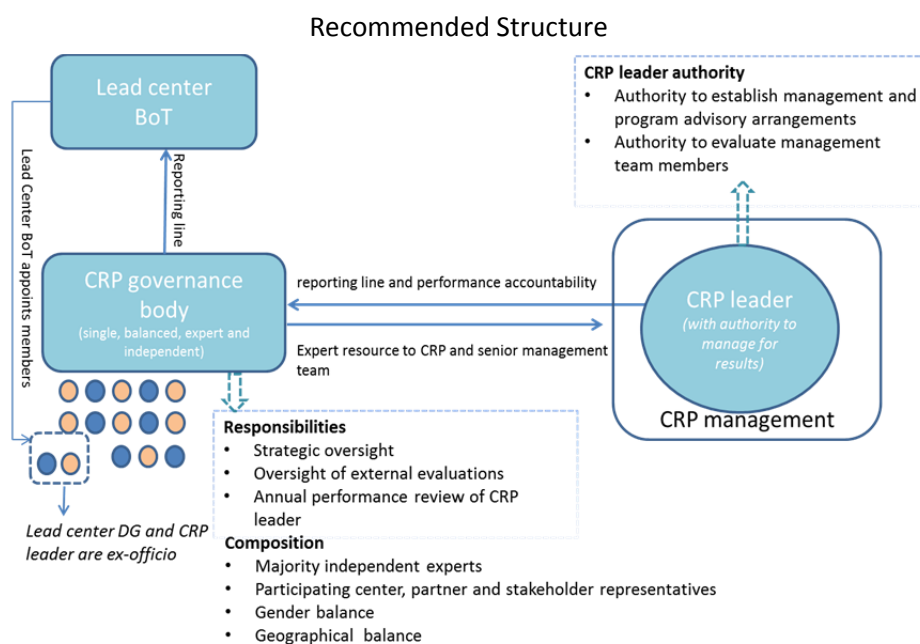 Recommended Structure
Lead center
BoT
CRP leader authority
• Authority to establish management and
program advisory arrangements
• Authority to evaluate management
team members
Lead Center BoT appoints members
Reporting line
CRP governance
body
(single, balanced, expert and
independent)
reporting line and performance accountability
Expert resource to CRP and senior management
team
CRP leader
(with authority to
manage for
results)
CRP management
Responsibilities
• Strategic oversight
• Oversight of external evaluations
• Annual performance review of CRP
leader
Lead center DG and CRP
leader are ex-officio
Composition
• Majority independent experts
• Participating center, partner and stakeholder representatives
• Gender balance
• Geographical balance